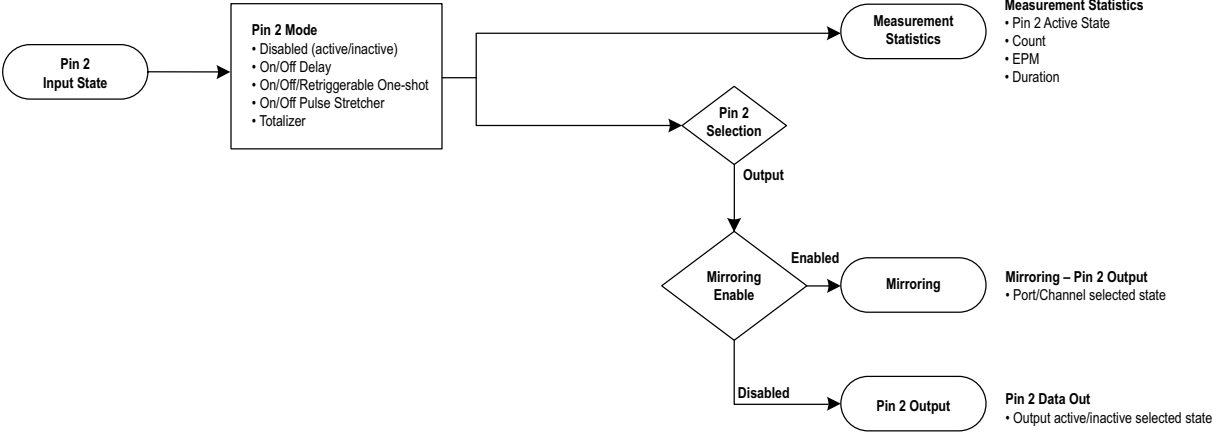 Pin 2
Input State
Pin 2 Mode
• Disabled (active/inactive)
• On/Off Delay
• On/Off/Retriggerable One-shot
• On/Off Pulse Stretcher
• Totalizer
Measurement
Statistics
Measurement Statistics
• Pin 2 Active State
• Count
• EPM
• Duration
Pin 2
Selection
Output
Mirroring
Enable
Enabled
Mirroring
Mirroring – Pin 2 Output
• Port/Channel selected state
Disabled
Pin 2 Output
Pin 2 Data Out
• Output active/inactive selected state